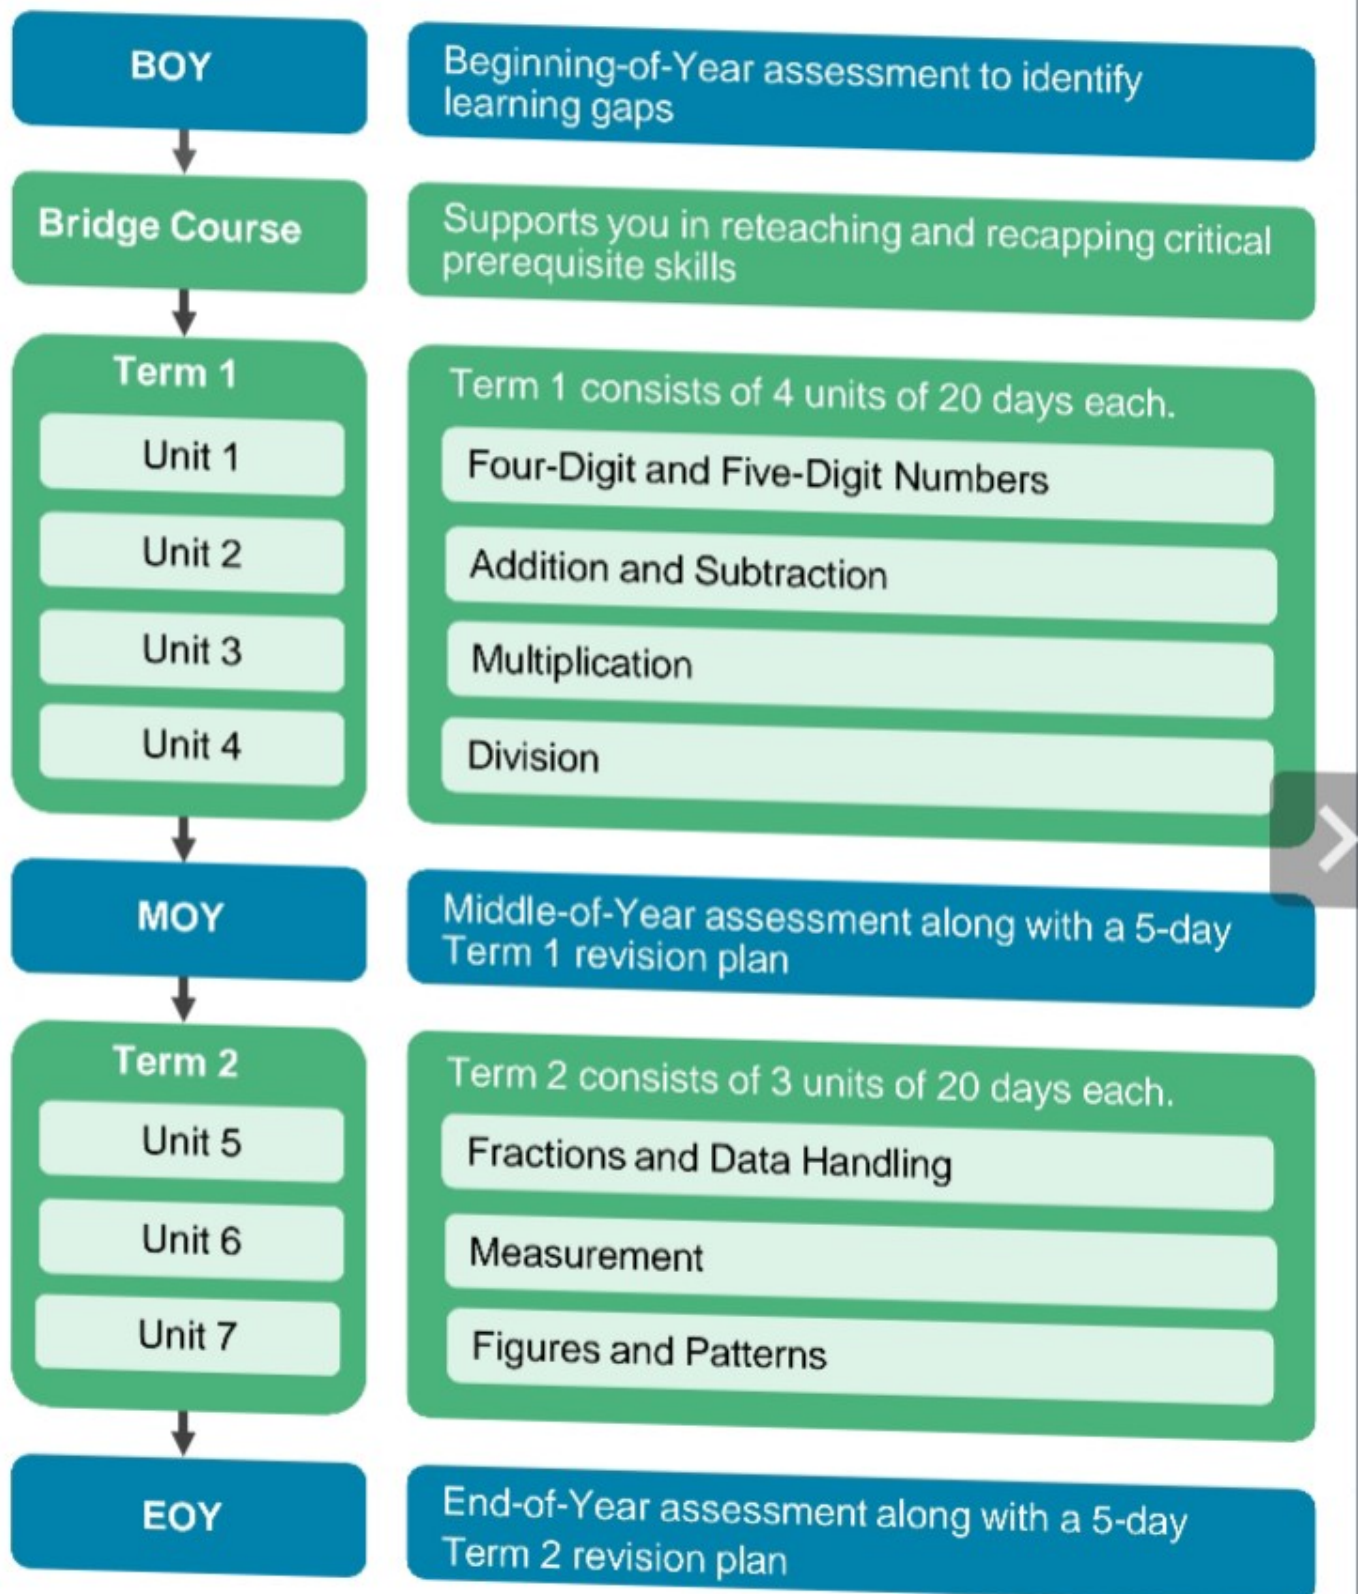 BOY
Beginning-of-Year assessment to identify
learning gaps
Bridge Course
Supports you in reteaching and recapping critical
prerequisite skills
Term 1
Term 1 consists of 4 units of 20 days each.
Unit 1
Four-Digit and Five-Digit Numbers
Unit 2
Addition and Subtraction
Unit 3
Multiplication
Unit 4
Division
MOY
Middle-of-Year assessment along with a 5-day
Term 1 revision plan
Term 2
Term 2 consists of 3 units of 20 days each.
Unit 5
Fractions and Data Handling
Unit 6
Measurement
Unit 7
Figures and Patterns
EOY
End-of-Year assessment along with a 5-day
Term 2 revision plan